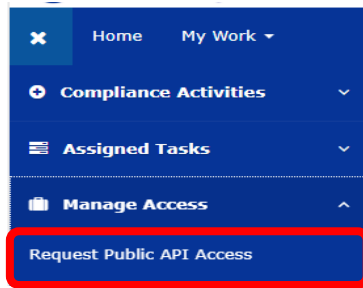 Home My Work
Compliance Activities
Assigned Tasks
Manage Access
Request Public API Access